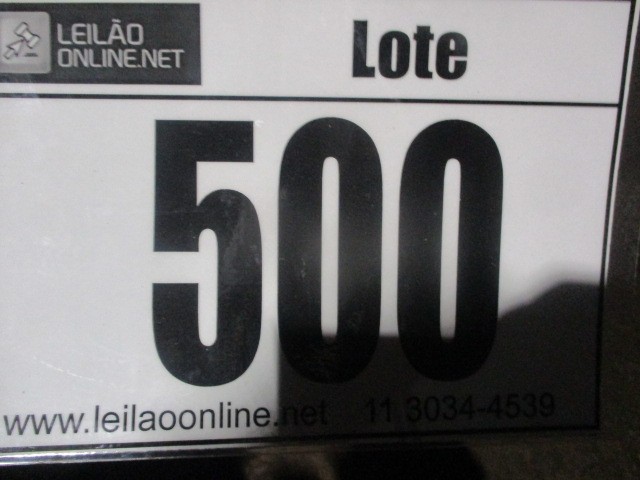 LEILÃO
ONLINE.NET
Lote
500
www.leilaoonline.net 11 3034-4539